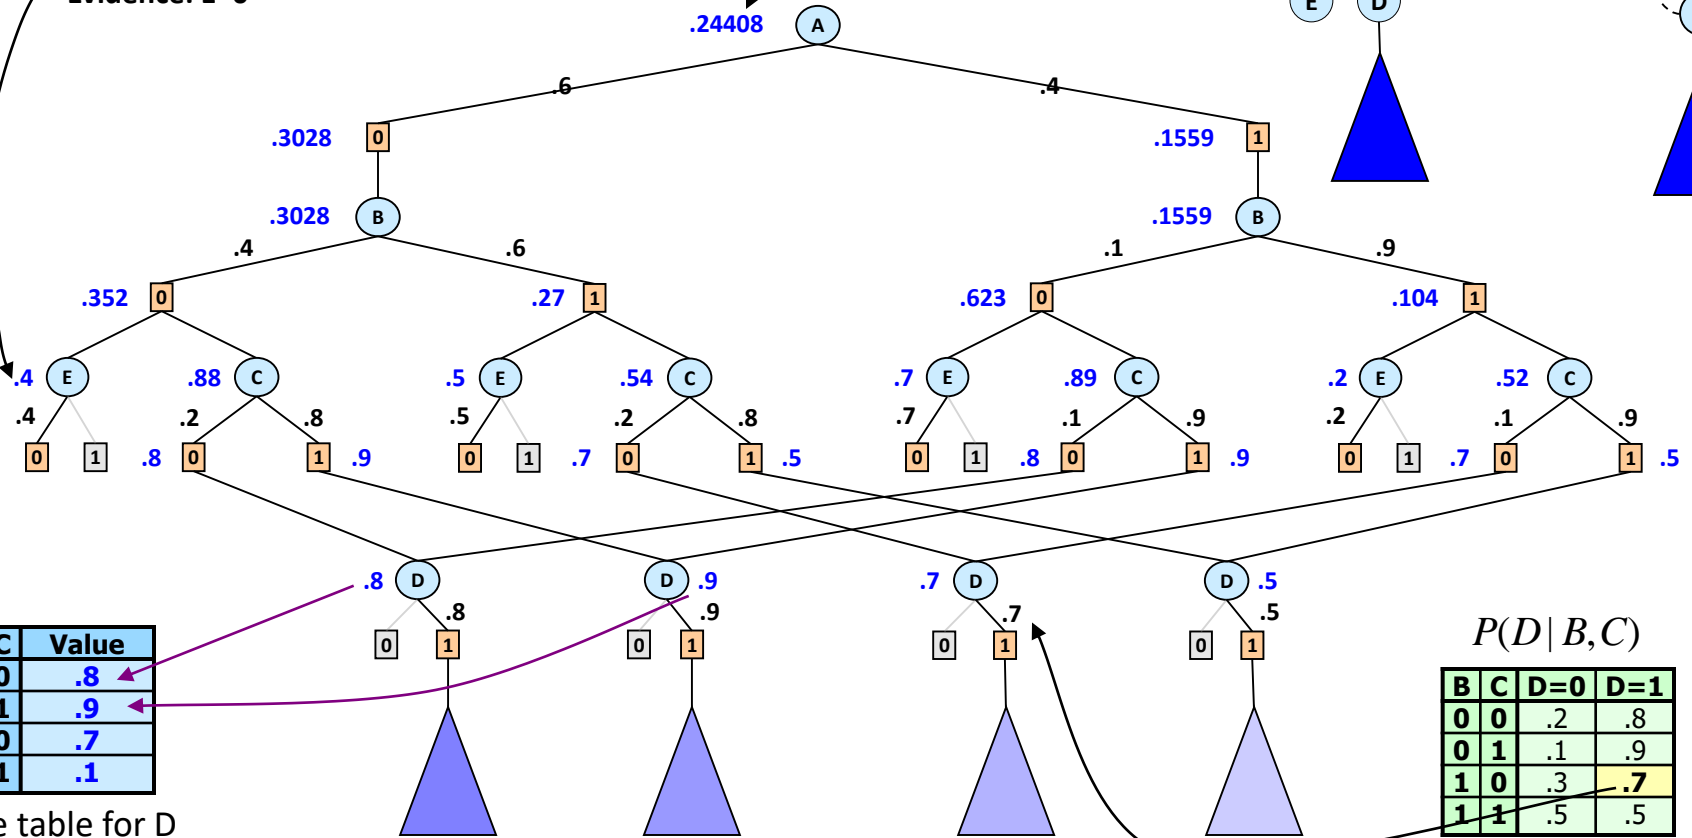 E D
.24408 A
.6 .4
.3028 0 .1559 1
.3028 B .1559 B
.4 .6 .1 .9
.352 0 .27 1 .623 0 .104 1
.4 E .88 C .5 E .54 C .7 E .89 C .2 E .52 C
.4 .2 .8 .5 .2 .8 .7 .1 .9 .2 .1 .9
0 1 .8 0 1 .9 0 1 .7 0 1 .5 0 1 .8 0 1 .9 0 1 .7 0 1 .5
.8 D D .9 .7 D D .5
.8 .9 .7 .5
0 1 0 1 0 1 0 1
C Value
0 .8
1 .9
0 .7
1 .1
e table for D
P(D|B,C)
B C D=0 D=1
0 0 .2 .8
0 1 .1 .9
1 0 .3 .7
1 1 .5 .5